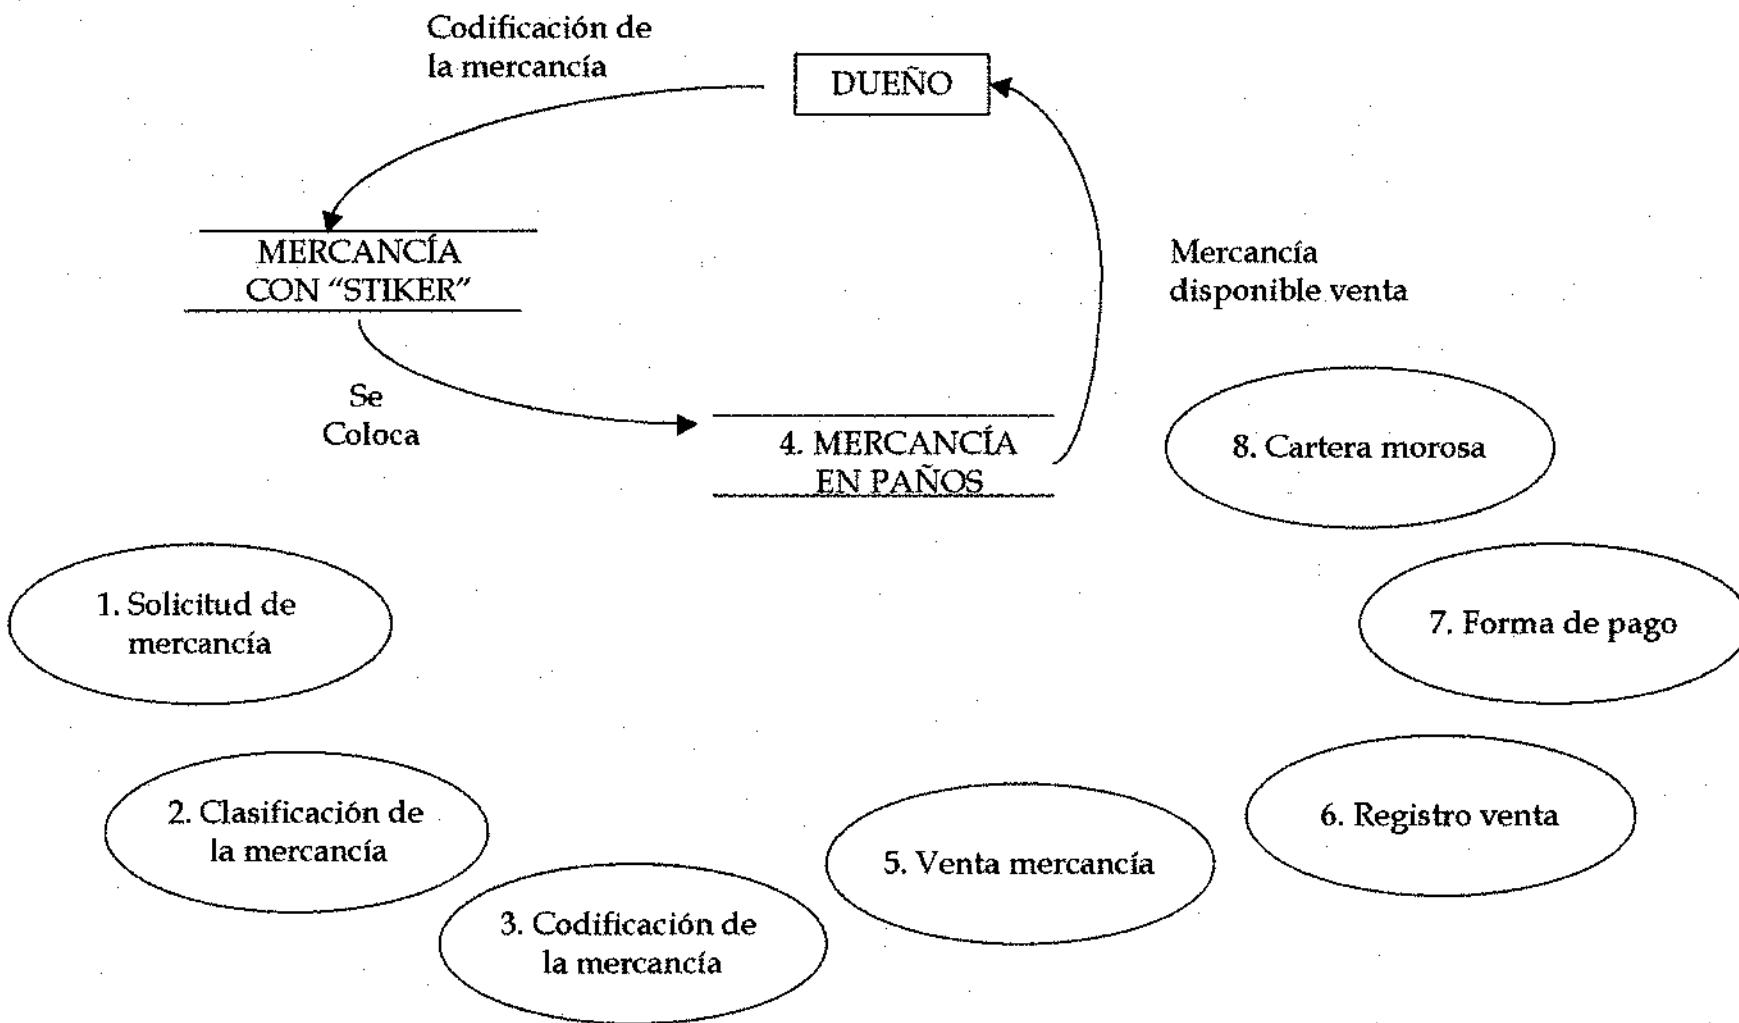 Codificación de
la mercancía
DUEÑO
MERCANCÍA
CON “STIKER”
Mercancía
disponible venta
Se
Coloca
4. MERCANCÍA
EN PAÑOS
8. Cartera morosa
1. Solicitud de
mercancía
7. Forma de pago
2. Clasificación de
la mercancía
6. Registro venta
5. Venta mercancía
3. Codificación de
la mercancía